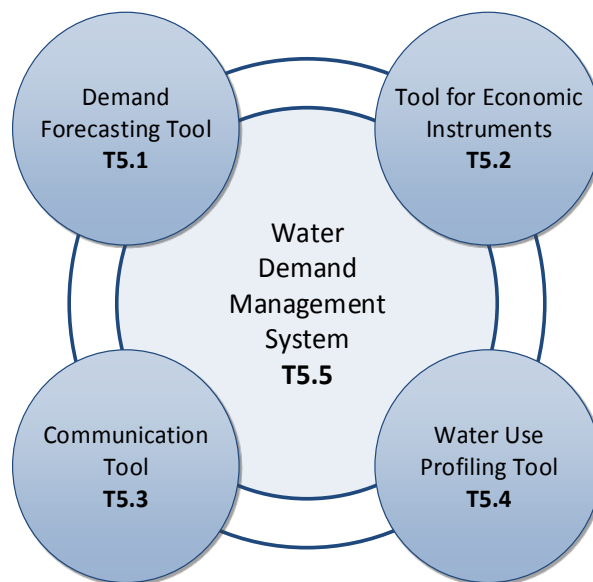 Demand
Forecasting Tool
T5.1
Tool for Economic
Instruments
T5.2
Water
Demand
Management
System
T5.5
Communication
Tool
T5.3
Water Use
Profiling Tool
T5.4